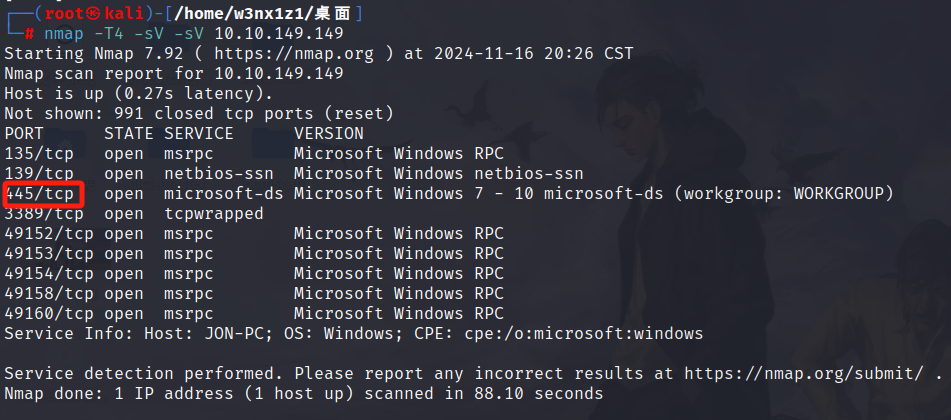 ┌──(root㉿kali)-[/home/w3nx1z1/桌面]
└─# nmap -T4 -sV -sV 10.10.149.149
Starting Nmap 7.92 ( https://nmap.org ) at 2024-11-16 20:26 CST
Nmap scan report for 10.10.149.149
Host is up (0.27s latency).
Not shown: 991 closed tcp ports (reset)
PORT      STATE SERVICE      VERSION
135/tcp   open  msrpc        Microsoft Windows RPC
139/tcp   open  netbios-ssn  Microsoft Windows netbios-ssn
445/tcp   open  microsoft-ds Microsoft Windows 7 - 10 microsoft-ds (workgroup: WORKGROUP)
3389/tcp  open  tcpwrapped
49152/tcp open  msrpc        Microsoft Windows RPC
49153/tcp open  msrpc        Microsoft Windows RPC
49154/tcp open  msrpc        Microsoft Windows RPC
49158/tcp open  msrpc        Microsoft Windows RPC
49160/tcp open  msrpc        Microsoft Windows RPC
Service Info: Host: JON-PC; OS: Windows; CPE: cpe:/o:microsoft:windows

Service detection performed. Please report any incorrect results at https://nmap.org/submit/ .
Nmap done: 1 IP address (1 host up) scanned in 88.10 seconds